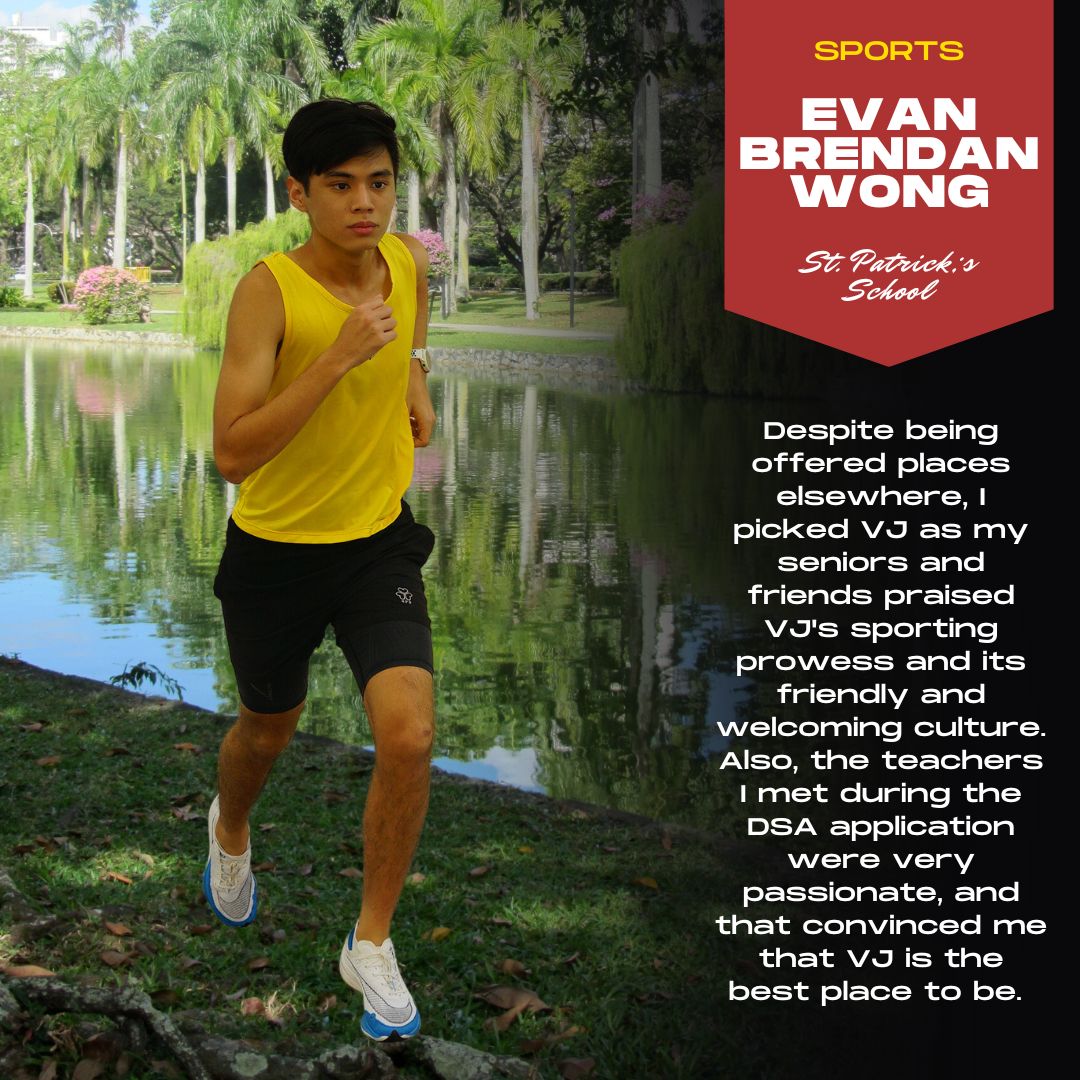 SPORTS
EVAN
BRENDAN
WONG
St. Patrick's
School
Despite being
offered places
elsewhere, I
picked VJ as my
seniors and
friends praised
VJ's sporting
prowess and its
friendly and
welcoming culture.
Also, the teachers
I met during the
DSA application
were very
passionate, and
that convinced me
that VJ is the
best place to be.